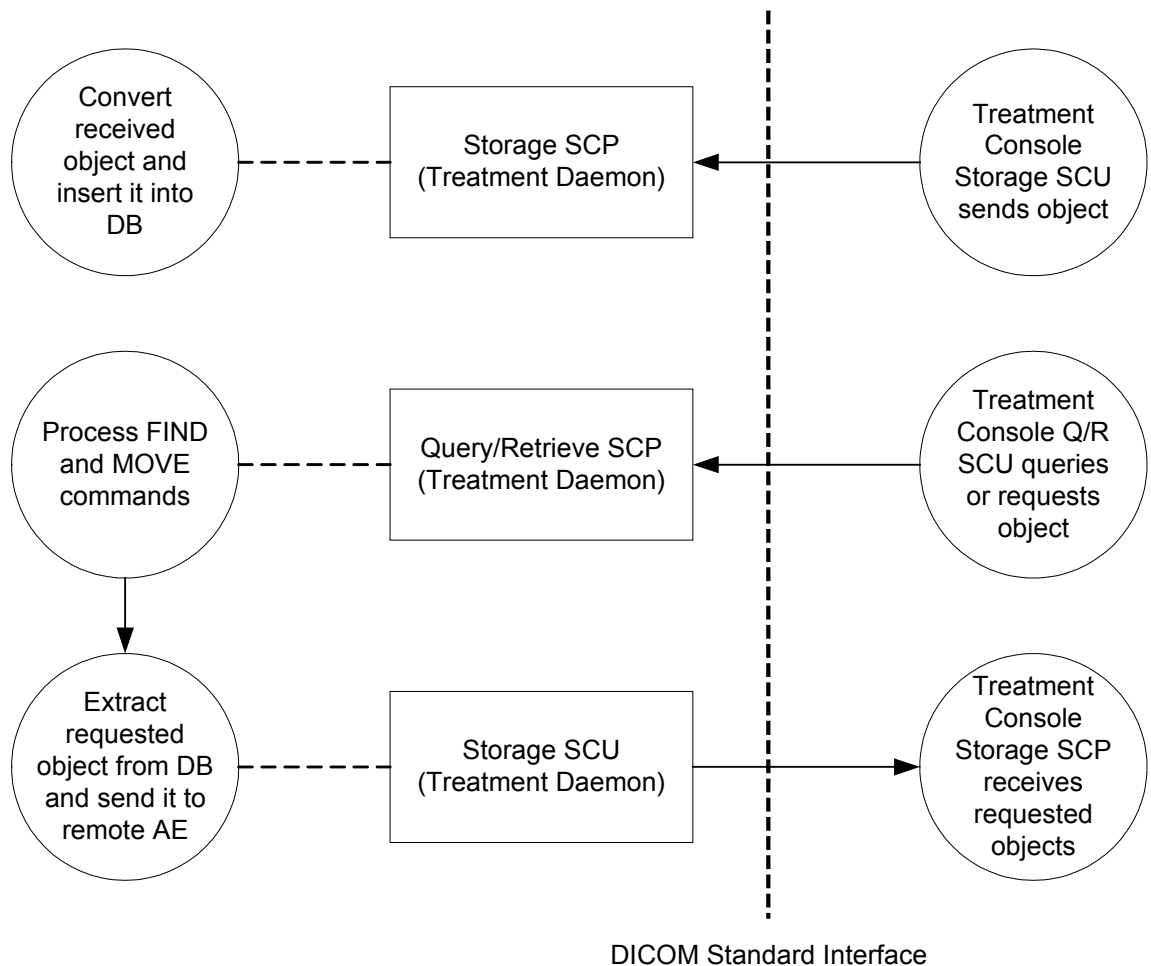 Convert
received
object and
insert it into
DB
Storage SCP
(Treatment Daemon)
Treatment
Console
Storage SCU
sends object
Process FIND
and MOVE
commands
Query/Retrieve SCP
(Treatment Daemon)
Treatment
Console Q/R
SCU queries
or requests
object
Extract
requested
object from DB
and send it to
remote AE
Storage SCU
(Treatment Daemon)
Treatment
Console
Storage SCP
receives
requested
objects
DICOM Standard Interface